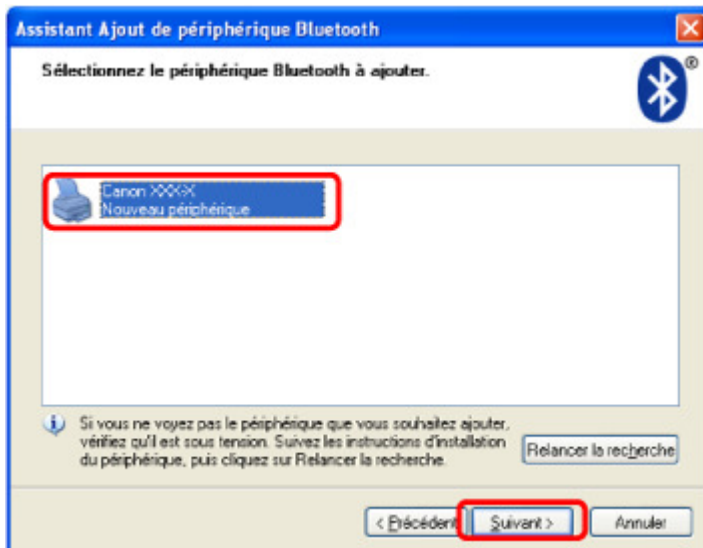 Assistant Ajout de périphérique Bluetooth
Sélectionnez le périphérique Bluetooth à ajouter.
®
Canon XXX-X
Nouveau périphérique
Si vous ne voyez pas le périphérique que vous souhaitez ajouter,
vérifiez qu'il est sous tension. Suivez les instructions d'installation
du périphérique, puis cliquez sur Relancer la recherche.
Relancer la recherche
< Précédent
Suivant >
Annuler